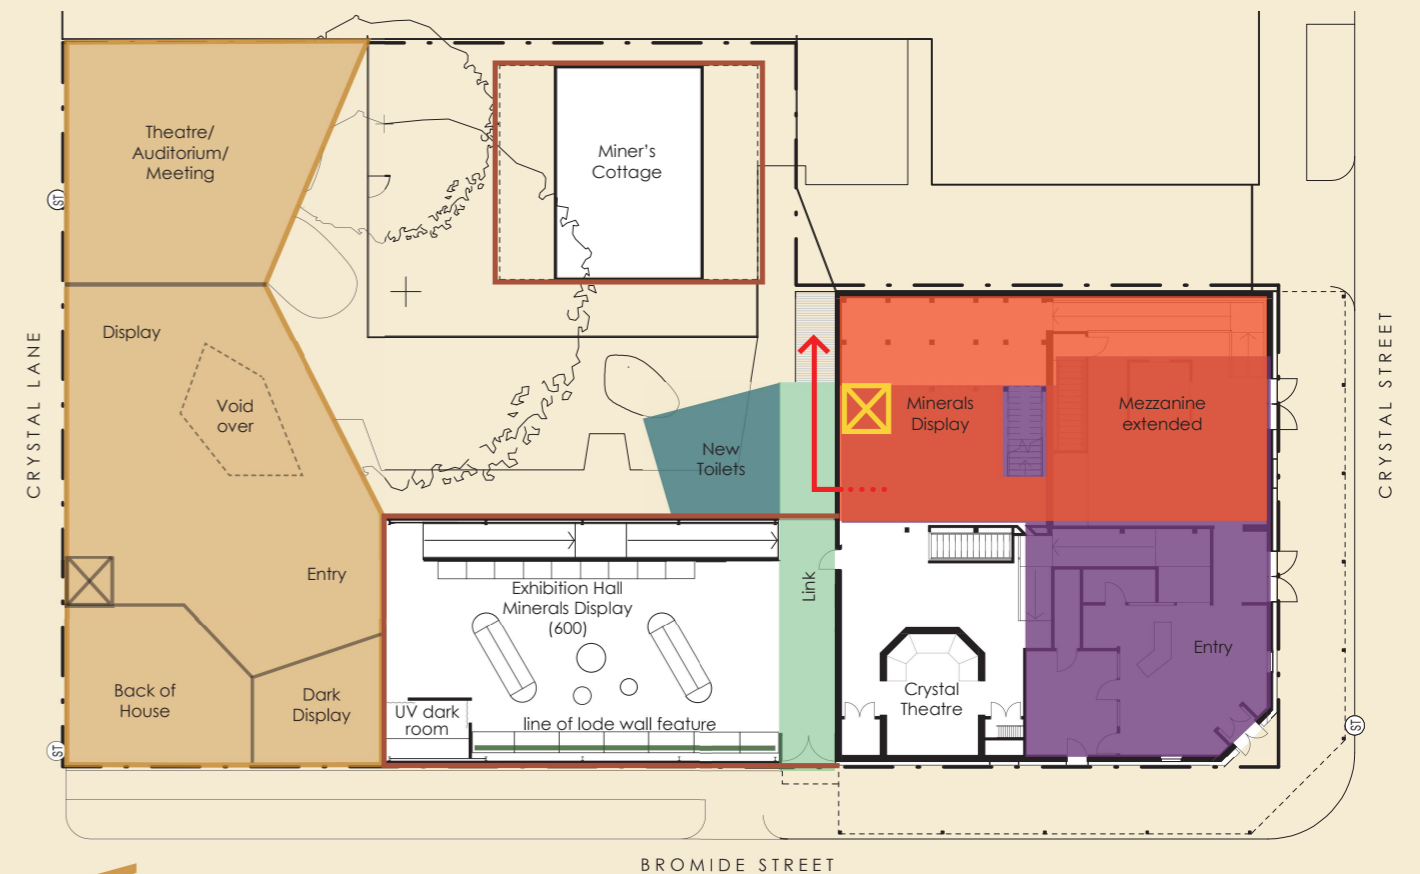 Theatre/
Auditorium/
Meeting
Miner's
Cottage
ST
Display
CRYSTAL LANE
Void
over
New
Toilets
Minerals
Display
Mezzanine
extended
CRYSTAL STREET
Entry
Exhibition Hall
Minerals Display
(600)
Link
Entry
Back of
House
Dark
Display
UV dark
room
line of lode wall feature
Crystal
Theatre
ST
ST
BROMIDE STREET